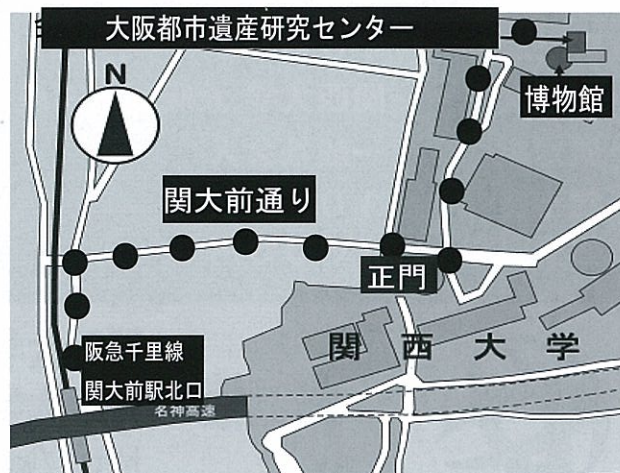 大阪都市遺産研究センター
N
博物館
関大前通り
正門
関西大学
阪急千里線
関大前駅北口
名神高速